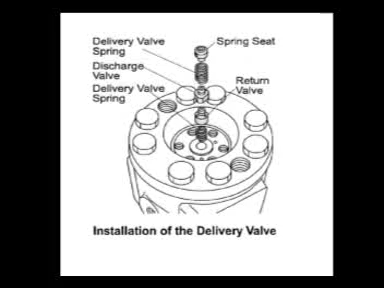 Delivery Valve
Spring
Spring Seat
Discharge
Valve
Return
Valve
Delivery Valve
Spring
Installation of the Delivery Valve